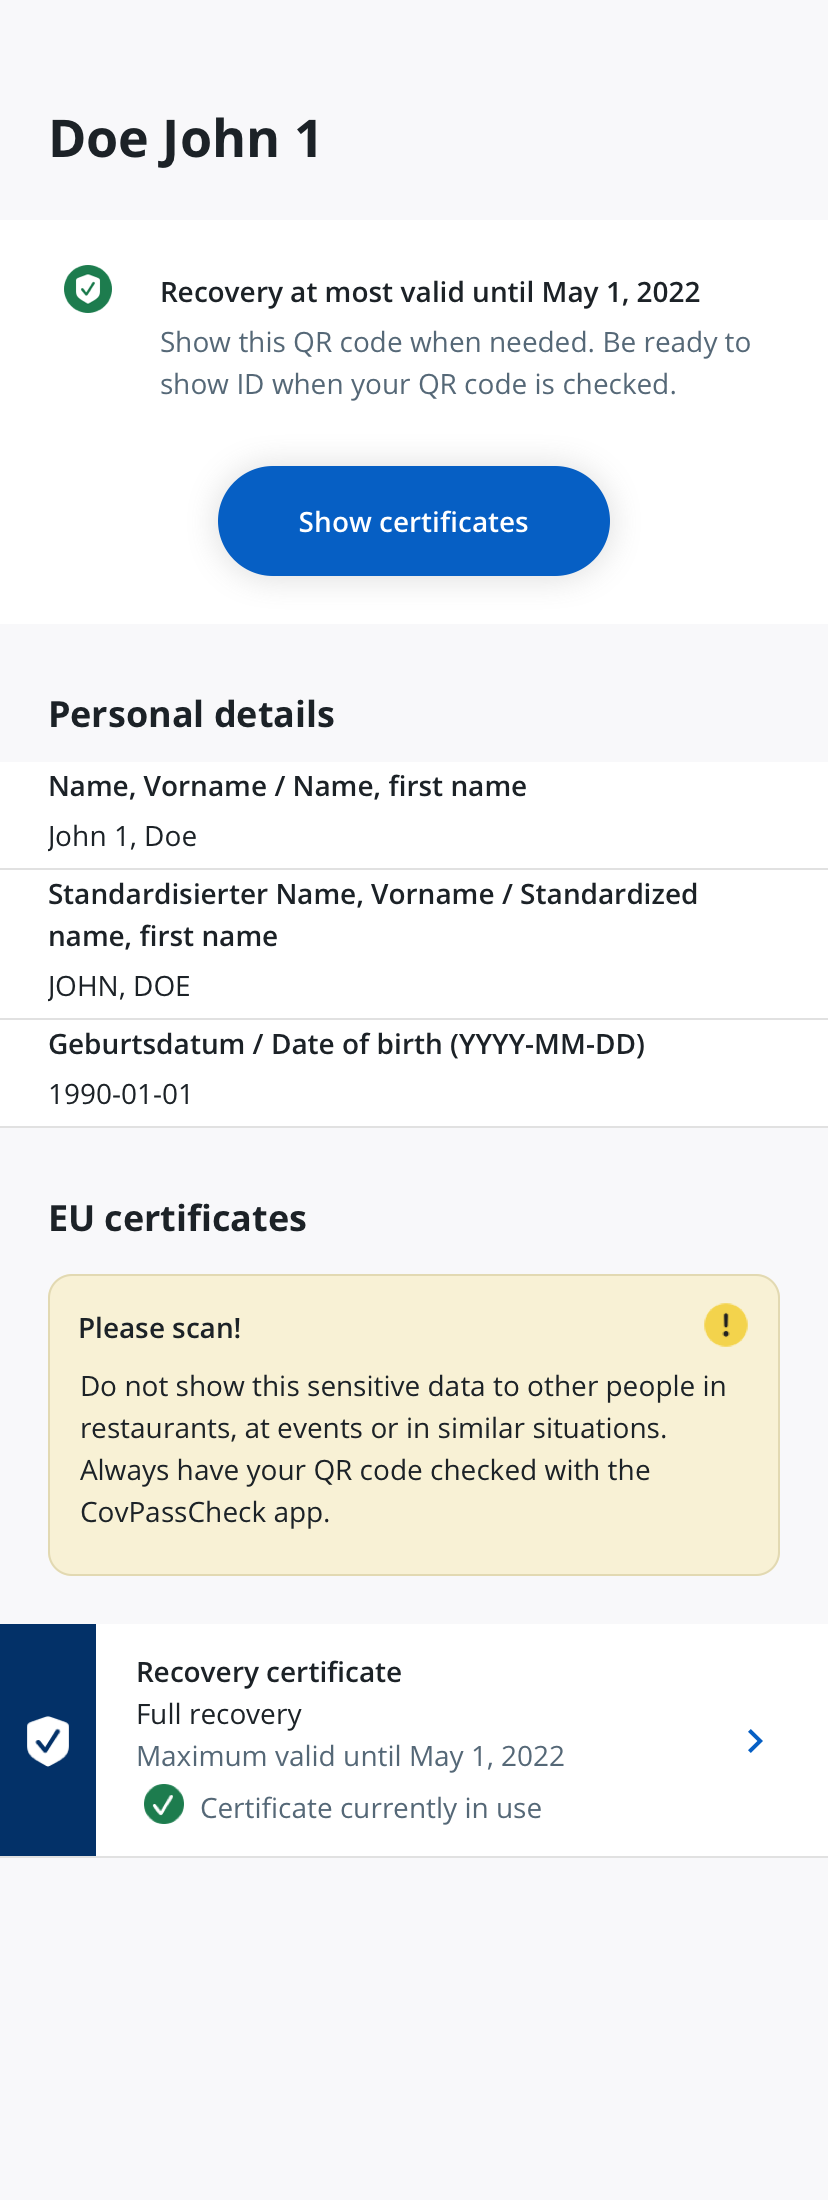 Doe John 1
Recovery at most valid until May 1, 2022
Show this QR code when needed. Be ready to
show ID when your QR code is checked.
Show certificates
Personal details
Name, Vorname / Name, first name
John 1, Doe
Standardisierter Name, Vorname / Standardized
name, first name
JOHN, DOE
Geburtsdatum / Date of birth (YYYY-MM-DD)
1990-01-01
EU certificates
Please scan!
Do not show this sensitive data to other people in
restaurants, at events or in similar situations.
Always have your QR code checked with the
CovPassCheck app.
Recovery certificate
Full recovery
Maximum valid until May 1, 2022
Certificate currently in use